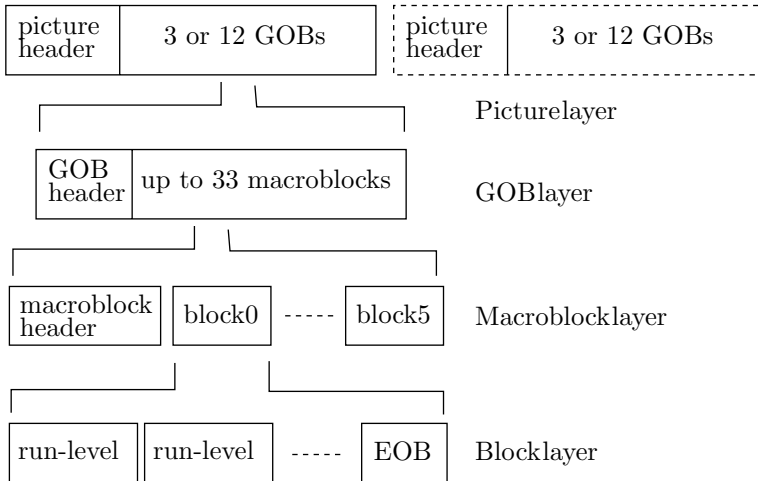 picture
header
3 or 12 GOBs
picture
header
3 or 12 GOBs
Picturelayer
GOB
header
up to 33 macroblocks
GOBlayer
macroblock
header
block0
block5
Macroblocklayer
run-level
run-level
EOB
Blocklayer